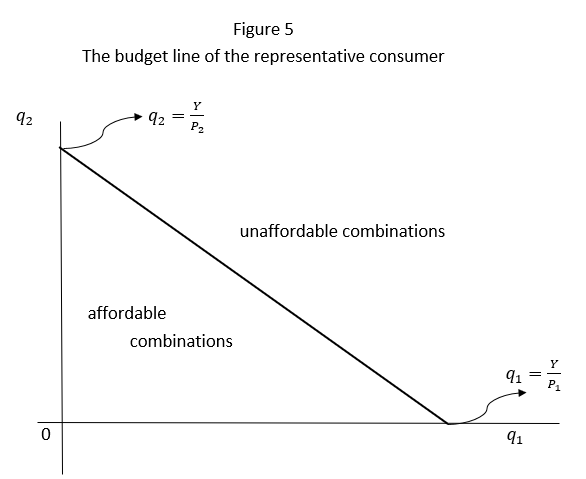 Figure 5
The budget line of the representative consumer
q₂
q₂ = Y/P₂
unaffordable combinations
affordable
combinations
q₁ = Y/P₁
0
q₁